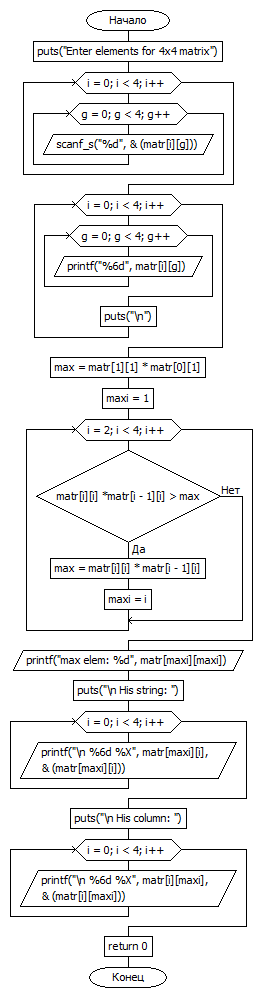 Начало
puts("Enter elements for 4x4 matrix")
i = 0; i < 4; i++
g = 0; g < 4; g++
scanf_s("%d", & (matr[i][g]))
i = 0; i < 4; i++
g = 0; g < 4; g++
printf("%6d", matr[i][g])
puts("\n")
max = matr[1][1] * matr[0][1]
maxi = 1
i = 2; i < 4; i++
matr[i][i] *matr[i - 1][i] > max
Нет
Да
max = matr[i][i] * matr[i - 1][i]
maxi = i
printf("max elem: %d", matr[maxi][maxi])
puts("\n His string: ")
i = 0; i < 4; i++
printf("\n %6d %X", matr[maxi][i],
& (matr[maxi][i]))
puts("\n His column: ")
i = 0; i < 4; i++
printf("\n %6d %X", matr[i][maxi],
& (matr[i][maxi]))
return 0
Конец